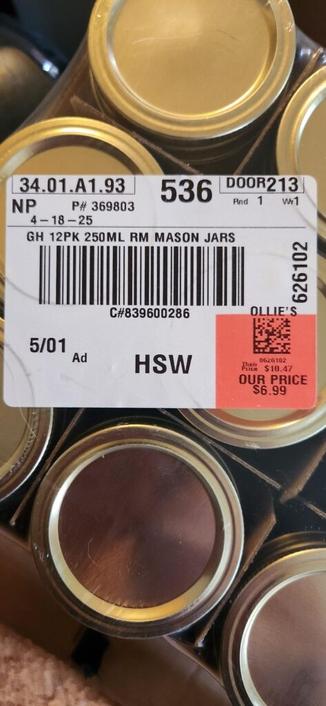 34.01.A1.93 536 DOOR213
NP P# 369803 Rnd 1 Wv1
4-18-25
GH 12PK 250ML RM MASON JARS
626102
C#839600286
OLLIE'S
5/01 Ad
HSW
0626102
Their Price $10.47
OUR PRICE
$6.99